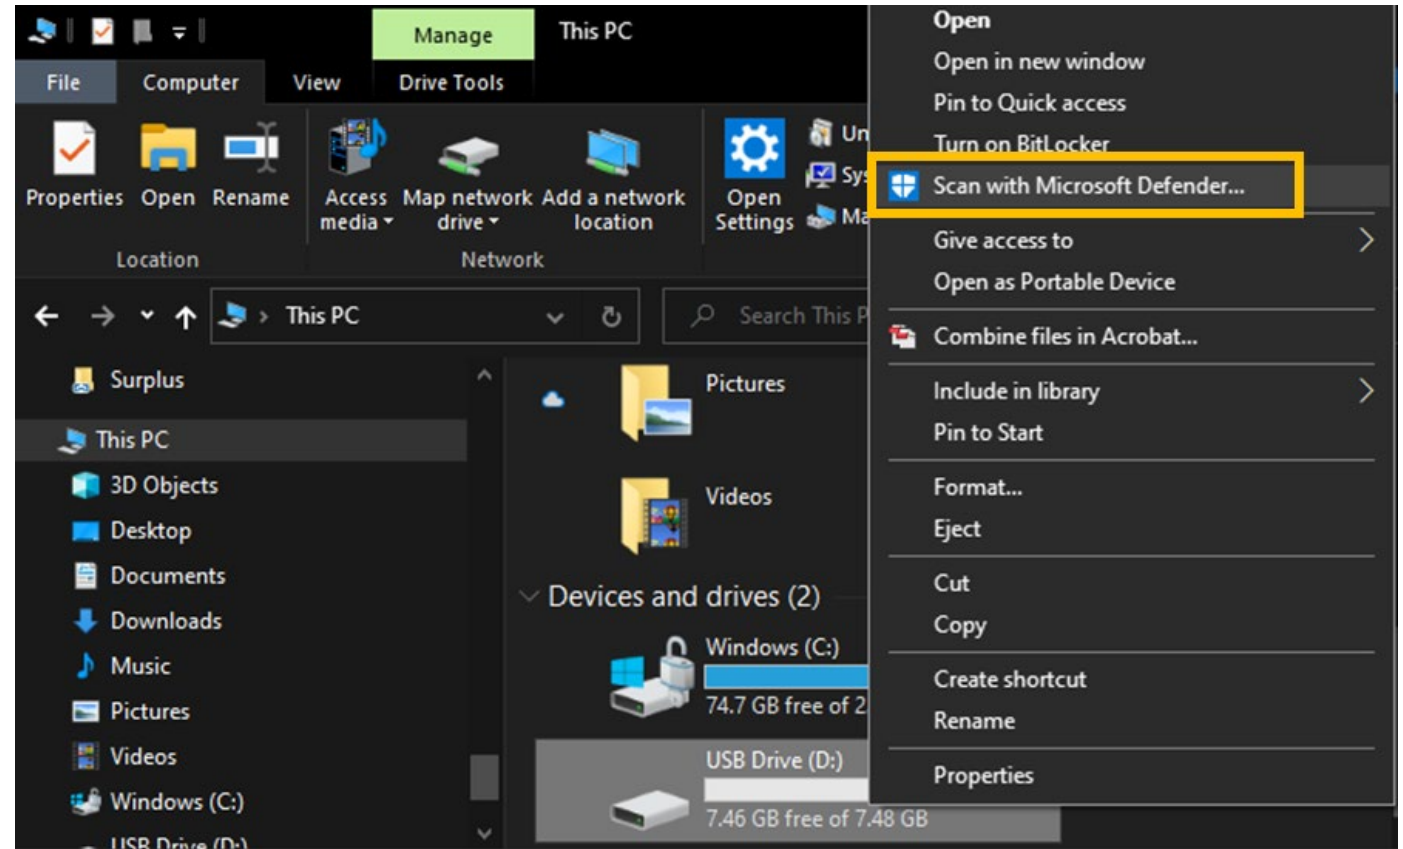 Manage
This PC
File
Computer
View
Drive Tools
Properties
Open
Rename
Access media
Map network drive
Add a network location
Open Settings
Location
Network
This PC
Search This
Surplus
This PC
3D Objects
Desktop
Documents
Downloads
Music
Pictures
Videos
Windows (C:)
USB Drive (D:)
Pictures
Videos
Devices and drives (2)
Windows (C:)
74.7 GB free of 2
USB Drive (D:)
7.46 GB free of 7.48 GB
Open
Open in new window
Pin to Quick access
Turn on BitLocker
Scan with Microsoft Defender...
Give access to
Open as Portable Device
Combine files in Acrobat...
Include in library
Pin to Start
Format...
Eject
Cut
Copy
Create shortcut
Rename
Properties